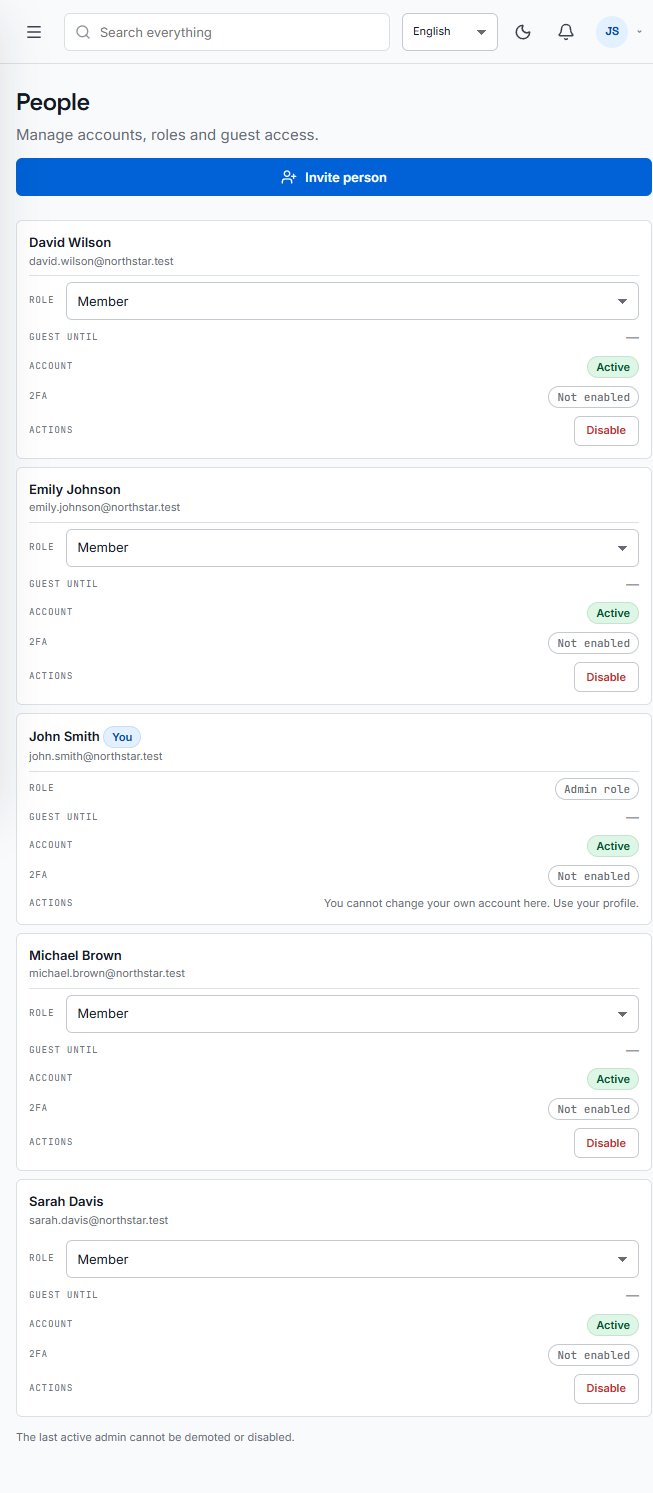 Search everything English JS
People
Manage accounts, roles and guest access.
Invite person
David Wilson
david.wilson@northstar.test
ROLE Member
GUEST UNTIL —
ACCOUNT Active
2FA Not enabled
ACTIONS Disable
Emily Johnson
emily.johnson@northstar.test
ROLE Member
GUEST UNTIL —
ACCOUNT Active
2FA Not enabled
ACTIONS Disable
John Smith You
john.smith@northstar.test
ROLE Admin role
GUEST UNTIL —
ACCOUNT Active
2FA Not enabled
ACTIONS You cannot change your own account here. Use your profile.
Michael Brown
michael.brown@northstar.test
ROLE Member
GUEST UNTIL —
ACCOUNT Active
2FA Not enabled
ACTIONS Disable
Sarah Davis
sarah.davis@northstar.test
ROLE Member
GUEST UNTIL —
ACCOUNT Active
2FA Not enabled
ACTIONS Disable
The last active admin cannot be demoted or disabled.